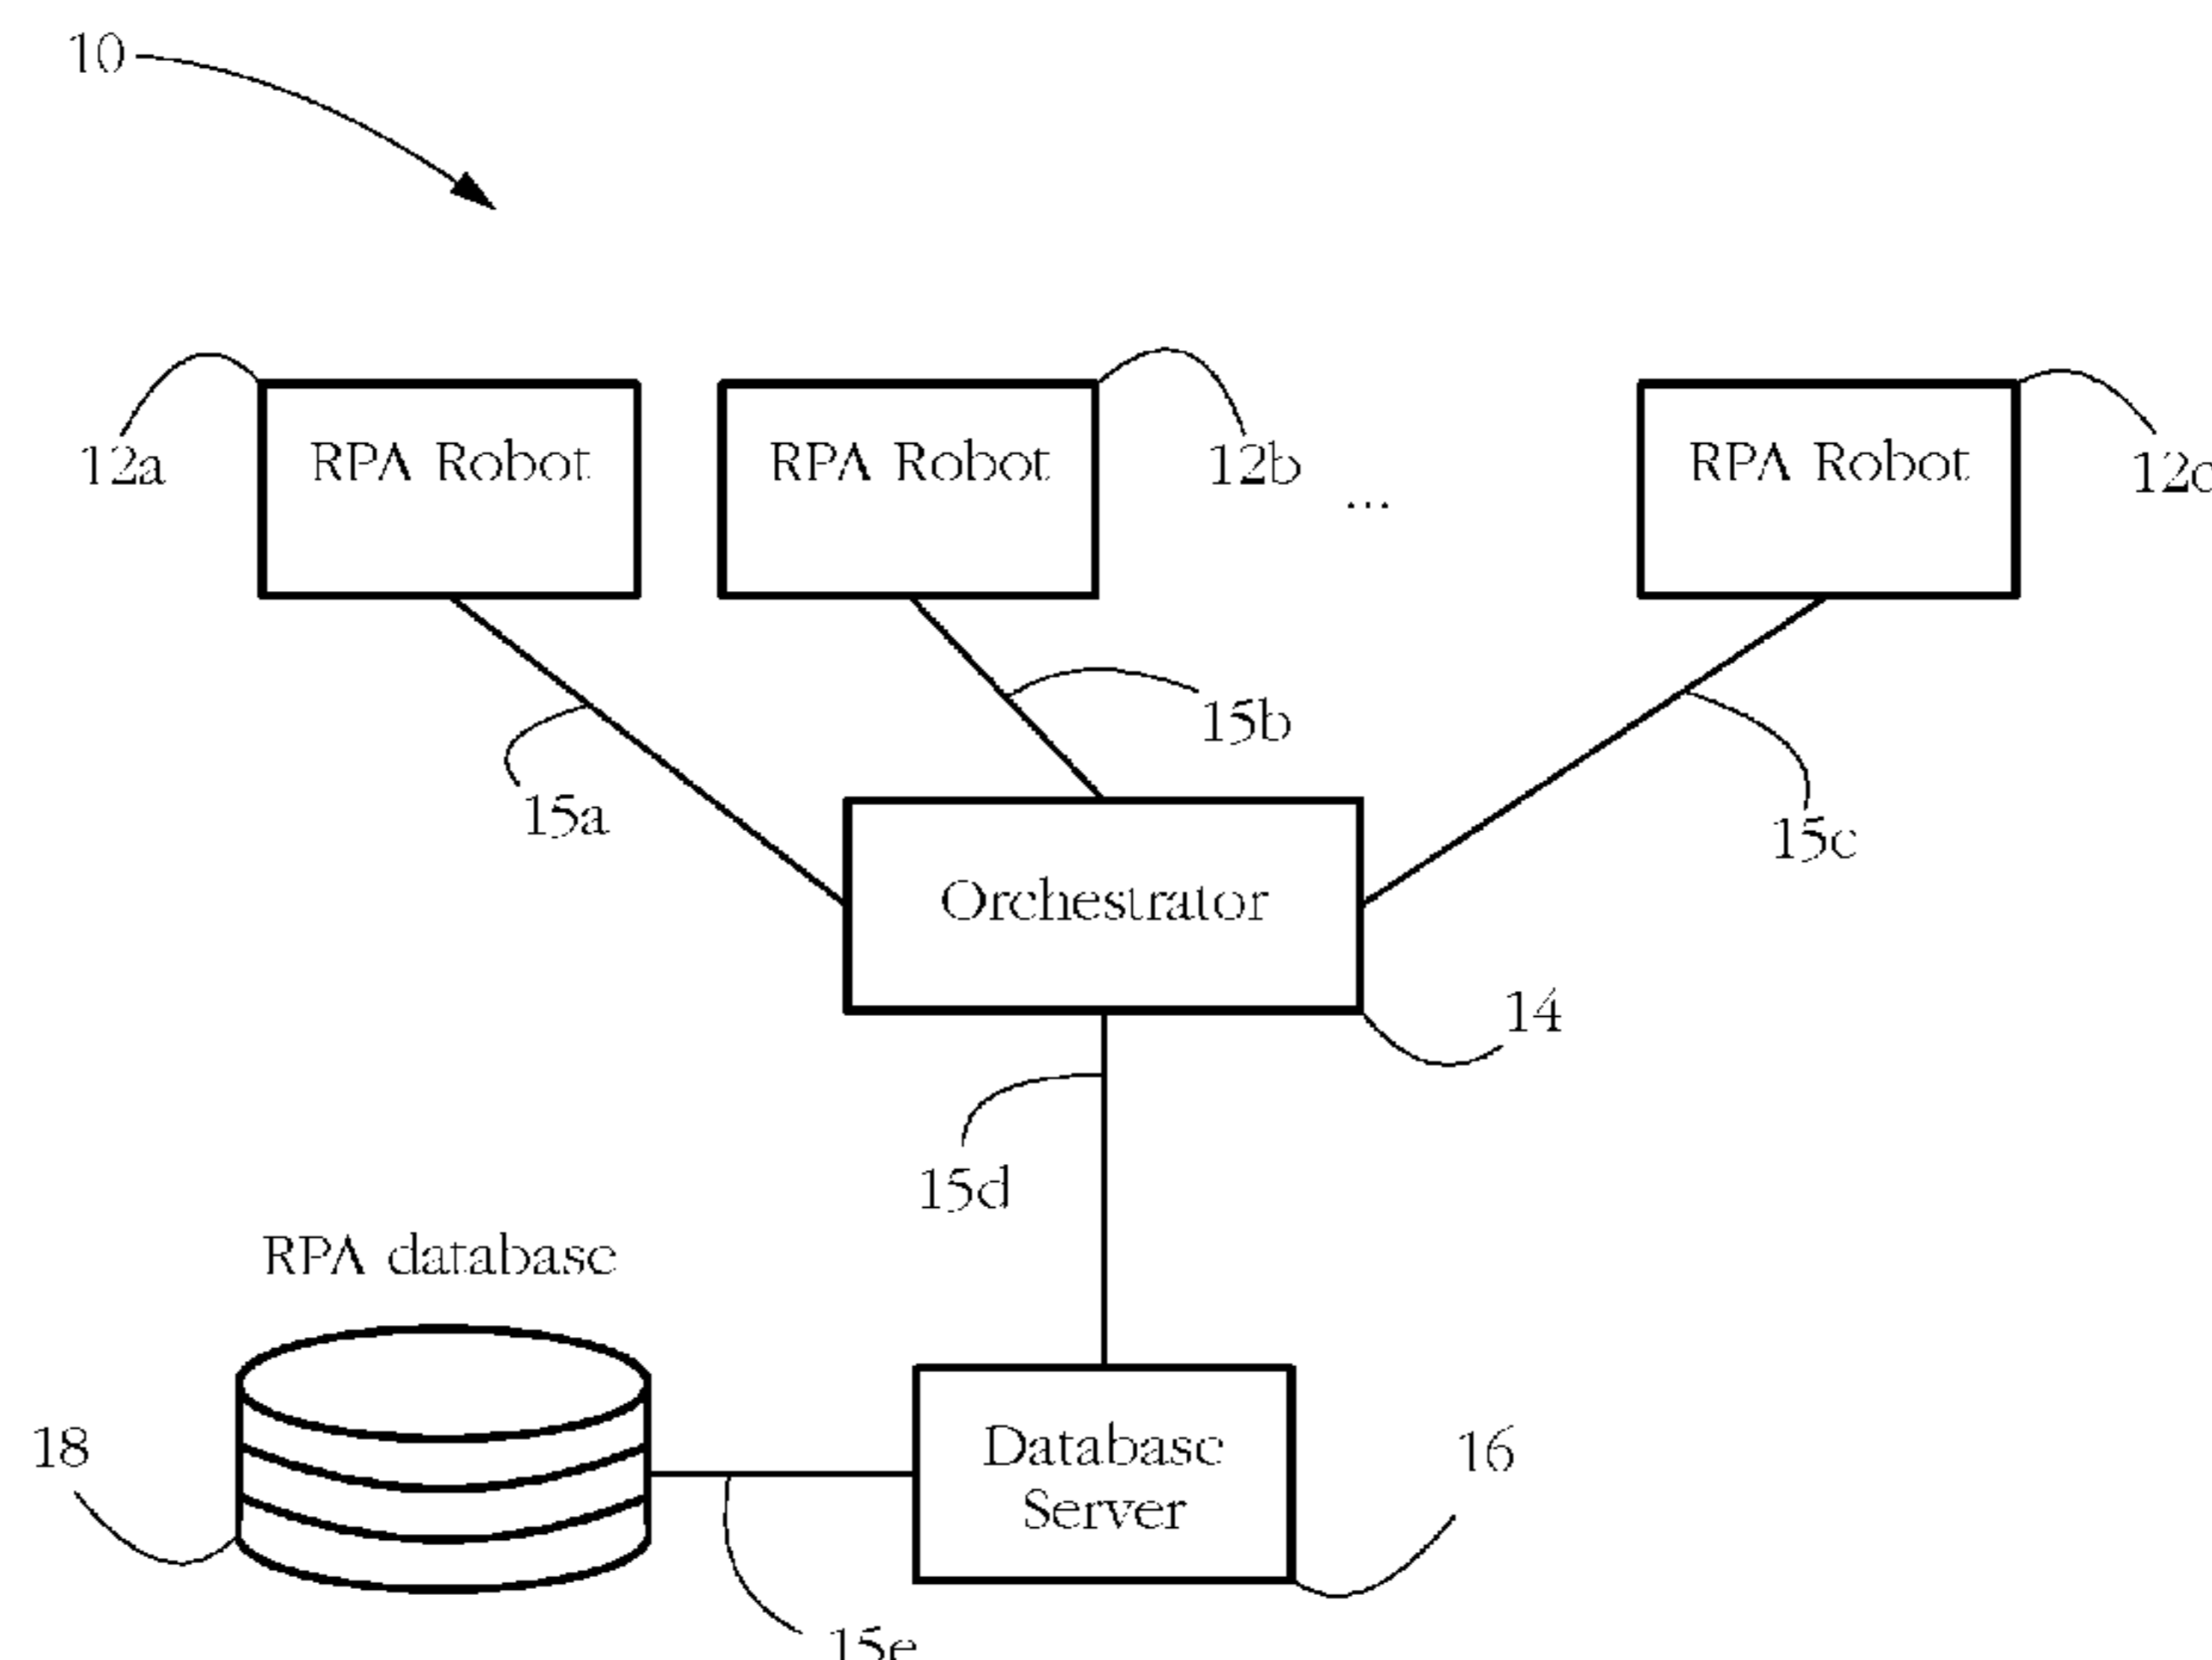 10
12a
RPA Robot
RPA Robot
12b
...
RPA Robot
15a
15b
15c
Orchestrator
14
15d
RPA database
18
Database
Server
16
15e